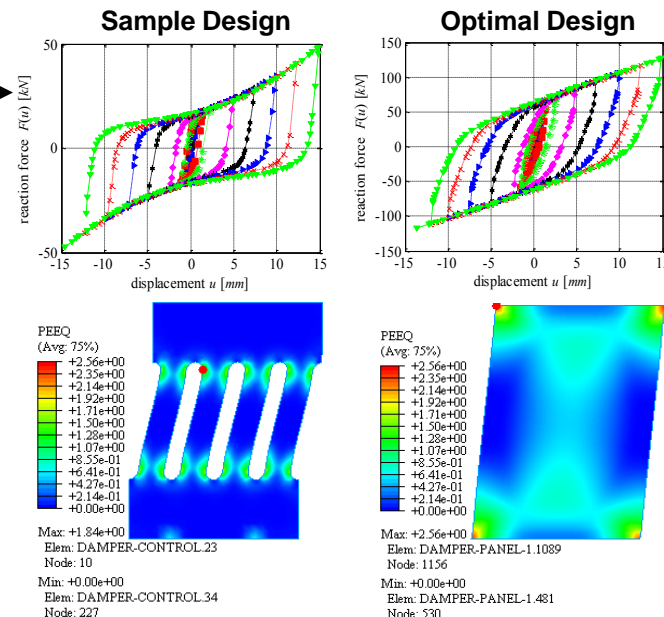 Sample Design
Optimal Design
50
0
-50
reaction force F(u) [kN]
-15 -10 -5 0 5 10 15
displacement u [mm]
150
100
50
0
-50
-100
-150
reaction force F(u) [kN]
-15 -10 -5 0 5 10 15
displacement u [mm]
PEEQ
(Avg: 75%)
+2.56e+00
+2.35e+00
+2.14e+00
+1.92e+00
+1.71e+00
+1.50e+00
+1.28e+00
+1.07e+00
+8.55e-01
+6.41e-01
+4.27e-01
+2.14e-01
+0.00e+00
Max: +1.84e+00
Elem: DAMPER-CONTROL.23
Node: 10
Min: +0.00e+00
Elem: DAMPER-CONTROL.34
Node: 227
PEEQ
(Avg: 75%)
+2.56e+00
+2.35e+00
+2.14e+00
+1.92e+00
+1.71e+00
+1.50e+00
+1.28e+00
+1.07e+00
+8.55e-01
+6.41e-01
+4.27e-01
+2.14e-01
+0.00e+00
Max: +2.56e+00
Elem: DAMPER-PANEL-1.1089
Node: 1156
Min: +0.00e+00
Elem: DAMPER-PANEL-1.481
Node: 530